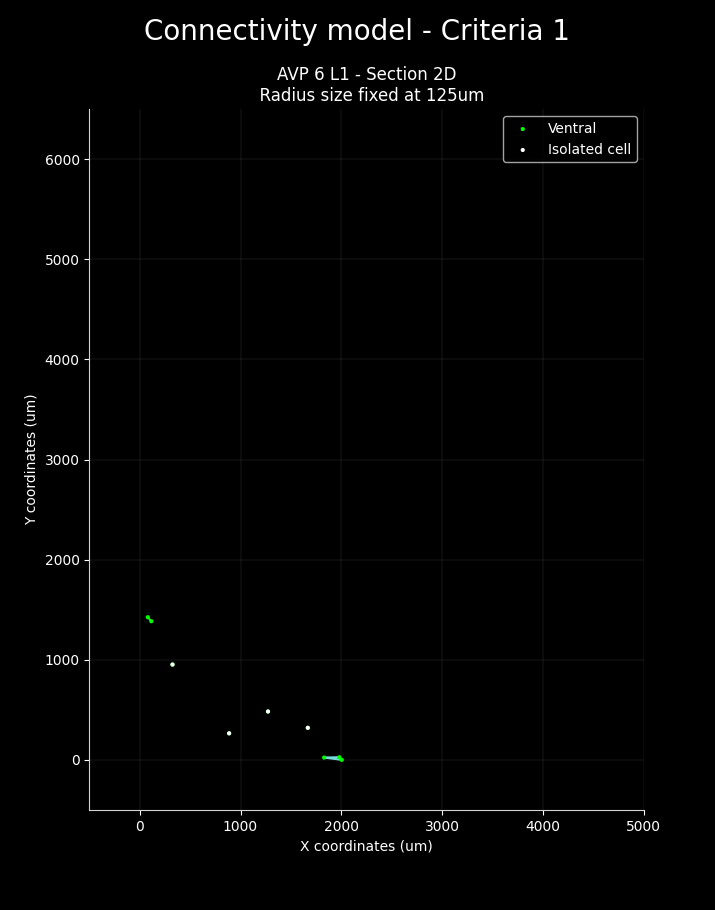 Connectivity model - Criteria 1
AVP 6 L1 - Section 2D
Radius size fixed at 125um
Ventral
Isolated cell
6000
5000
4000
3000
2000
1000
0
Y coordinates (um)
0 1000 2000 3000 4000 5000
X coordinates (um)